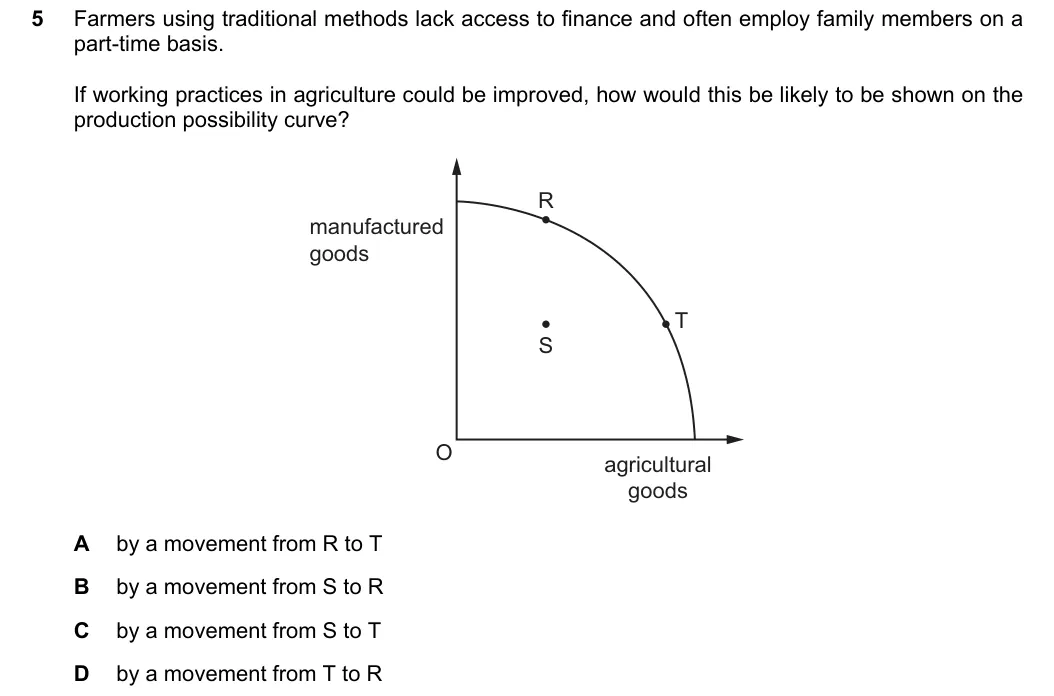 5 Farmers using traditional methods lack access to finance and often employ family members on a
part-time basis.
If working practices in agriculture could be improved, how would this be likely to be shown on the
production possibility curve?
R
manufactured
goods
T
S
O
agricultural
goods
A by a movement from R to T
B by a movement from S to R
C by a movement from S to T
D by a movement from T to R